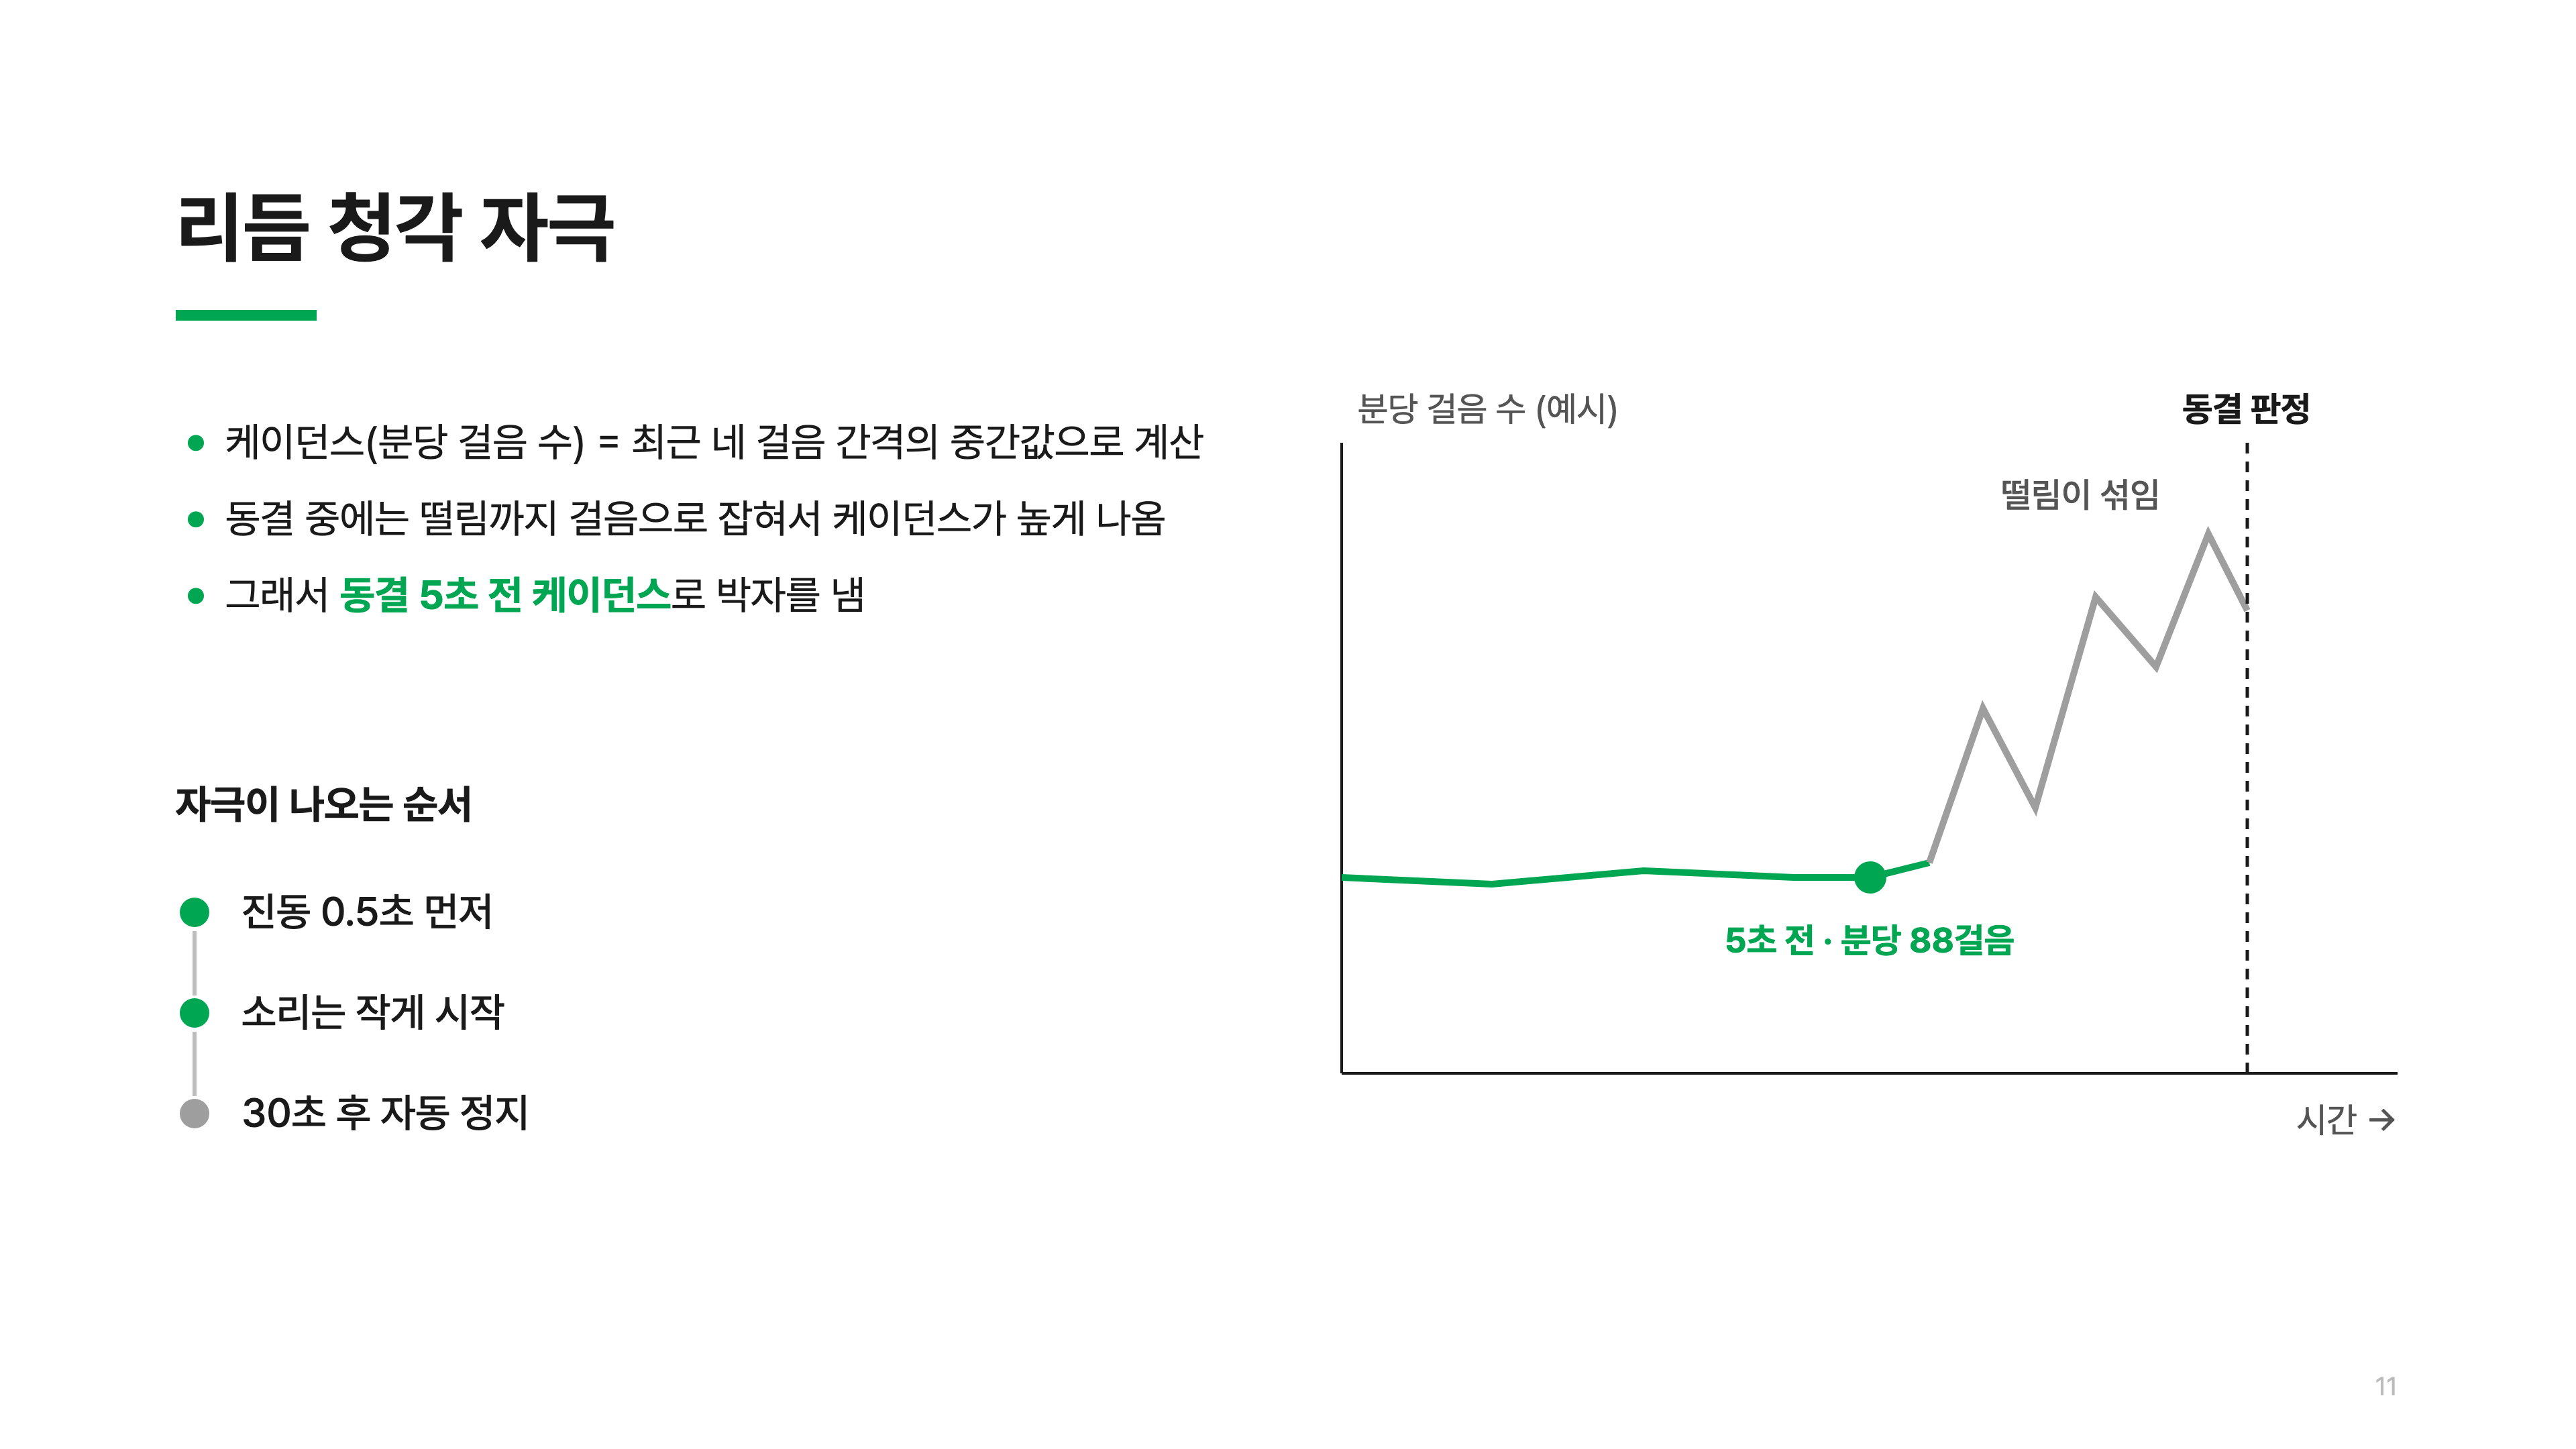 리듬 청각 자극
케이던스(분당 걸음 수) = 최근 네 걸음 간격의 중간값으로 계산
동결 중에는 떨림까지 걸음으로 잡혀서 케이던스가 높게 나옴
그래서 동결 5초 전 케이던스로 박자를 냄
자극이 나오는 순서
진동 0.5초 먼저
소리는 작게 시작
30초 후 자동 정지
분당 걸음 수 (예시)
동결 판정
떨림이 섞임
5초 전 · 분당 88걸음
시간 →
11